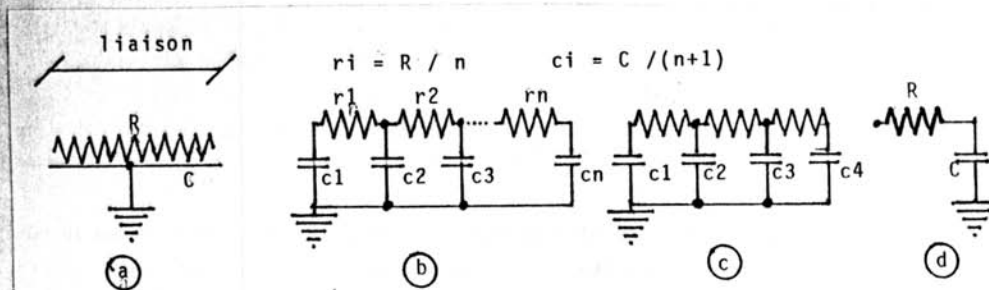 liaison
ri = R / n ci = C /(n+1)
r1 r2 rn R
R
c1 c2 c3 cn c1 c2 c3 c4 C
C
a b c d